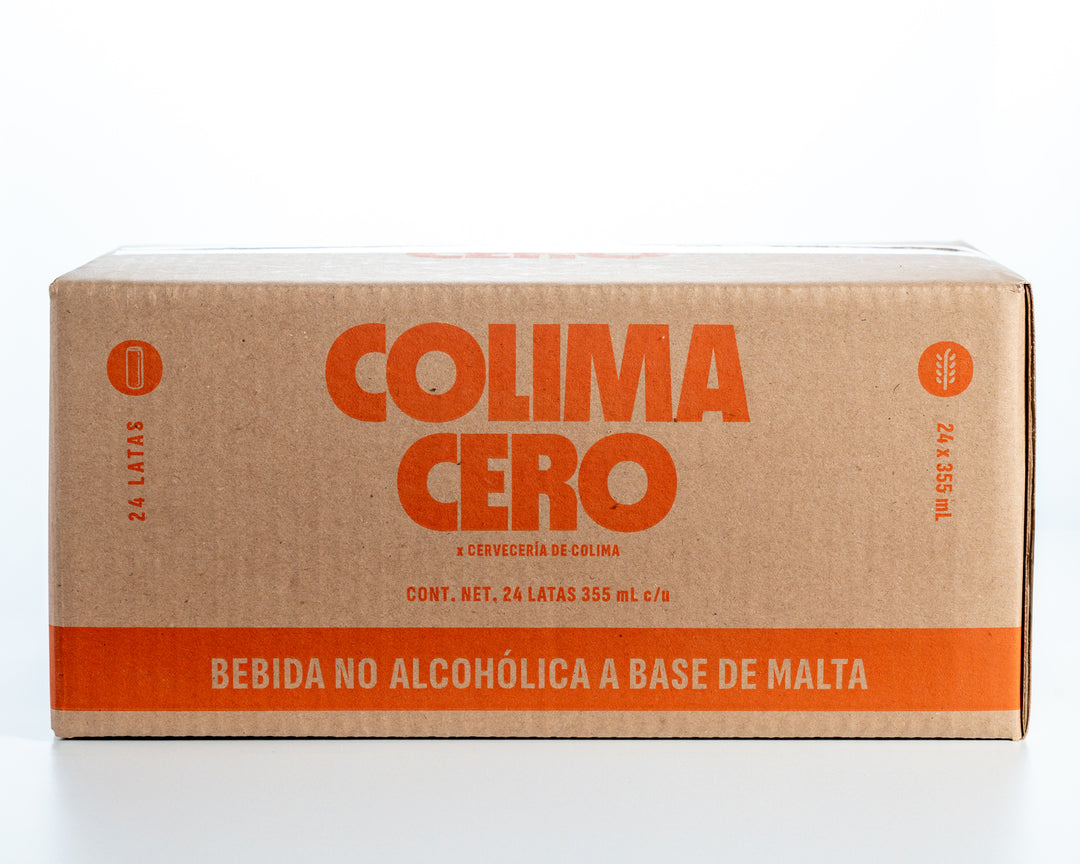 CERO
COLIMA
CERO
x CERVECERÍA DE COLIMA
CONT. NET. 24 LATAS 355 mL c/u
24 LATAS
24 x 355 mL
BEBIDA NO ALCOHÓLICA A BASE DE MALTA